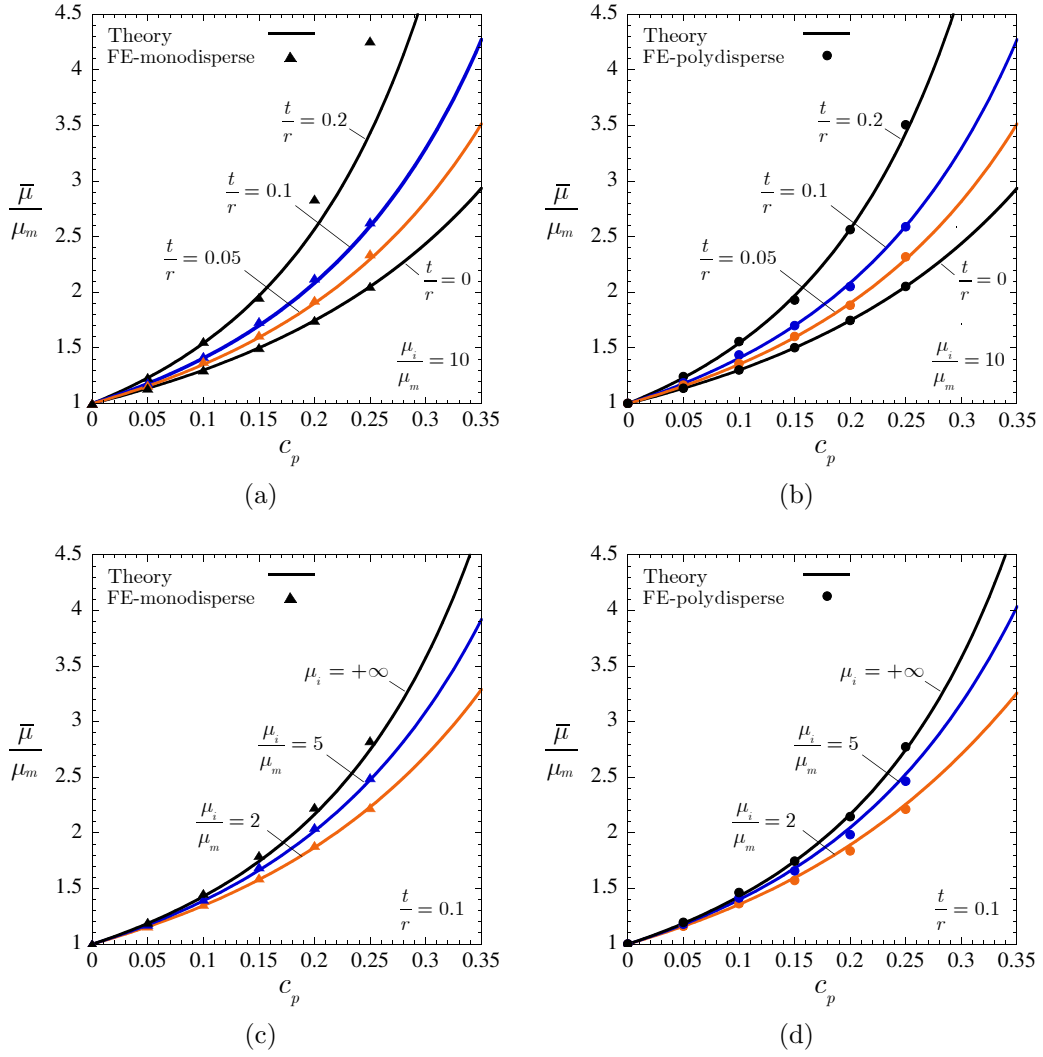 4.5
Theory
FE-monodisperse
4
3.5
t/r = 0.2
3
t/r = 0.1
μ̅/μₘ
2.5
t/r = 0.05
2
t/r = 0
1.5
μᵢ/μₘ = 10
1
0 0.05 0.1 0.15 0.2 0.25 0.3 0.35
cₚ
(a)
4.5
Theory
FE-polydisperse
4
3.5
t/r = 0.2
3
t/r = 0.1
μ̅/μₘ
2.5
t/r = 0.05
2
t/r = 0
1.5
μᵢ/μₘ = 10
1
0 0.05 0.1 0.15 0.2 0.25 0.3 0.35
cₚ
(b)
4.5
Theory
FE-monodisperse
4
3.5
μᵢ = +∞
3
μ̅/μₘ
μᵢ/μₘ = 5
2.5
2
μᵢ/μₘ = 2
1.5
t/r = 0.1
1
0 0.05 0.1 0.15 0.2 0.25 0.3 0.35
cₚ
(c)
4.5
Theory
FE-polydisperse
4
3.5
μᵢ = +∞
3
μ̅/μₘ
μᵢ/μₘ = 5
2.5
2
μᵢ/μₘ = 2
1.5
t/r = 0.1
1
0 0.05 0.1 0.15 0.2 0.25 0.3 0.35
cₚ
(d)